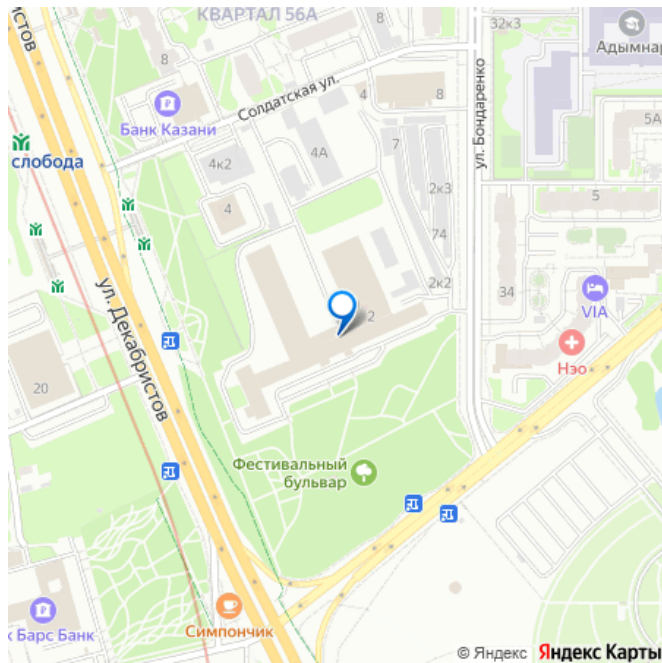 КВАРТАЛ 56А
32к3
Адымнар
8
8
Солдатская ул.
4
8
Банк Казани
ул. Бондаренко
5А
слобода
4к2
4А
7
2к3
5
4
74
2к2
34
VIA
2
Нэо
ул. Декабристов
20
Фестивальный
бульвар
Симпончик
к Барс Банк
© Яндекс Яндекс Карты